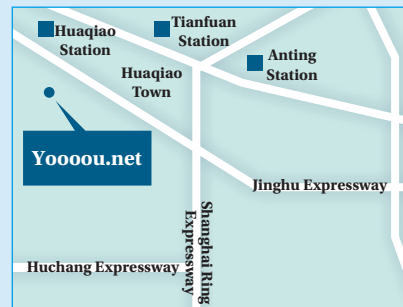 Huaqiao
Station
Tianfuan
Station
Anting
Station
Huaqiao
Town
Yoooou.net
Jinghu Expressway
Shanghai Ring
Expressway
Huchang Expressway